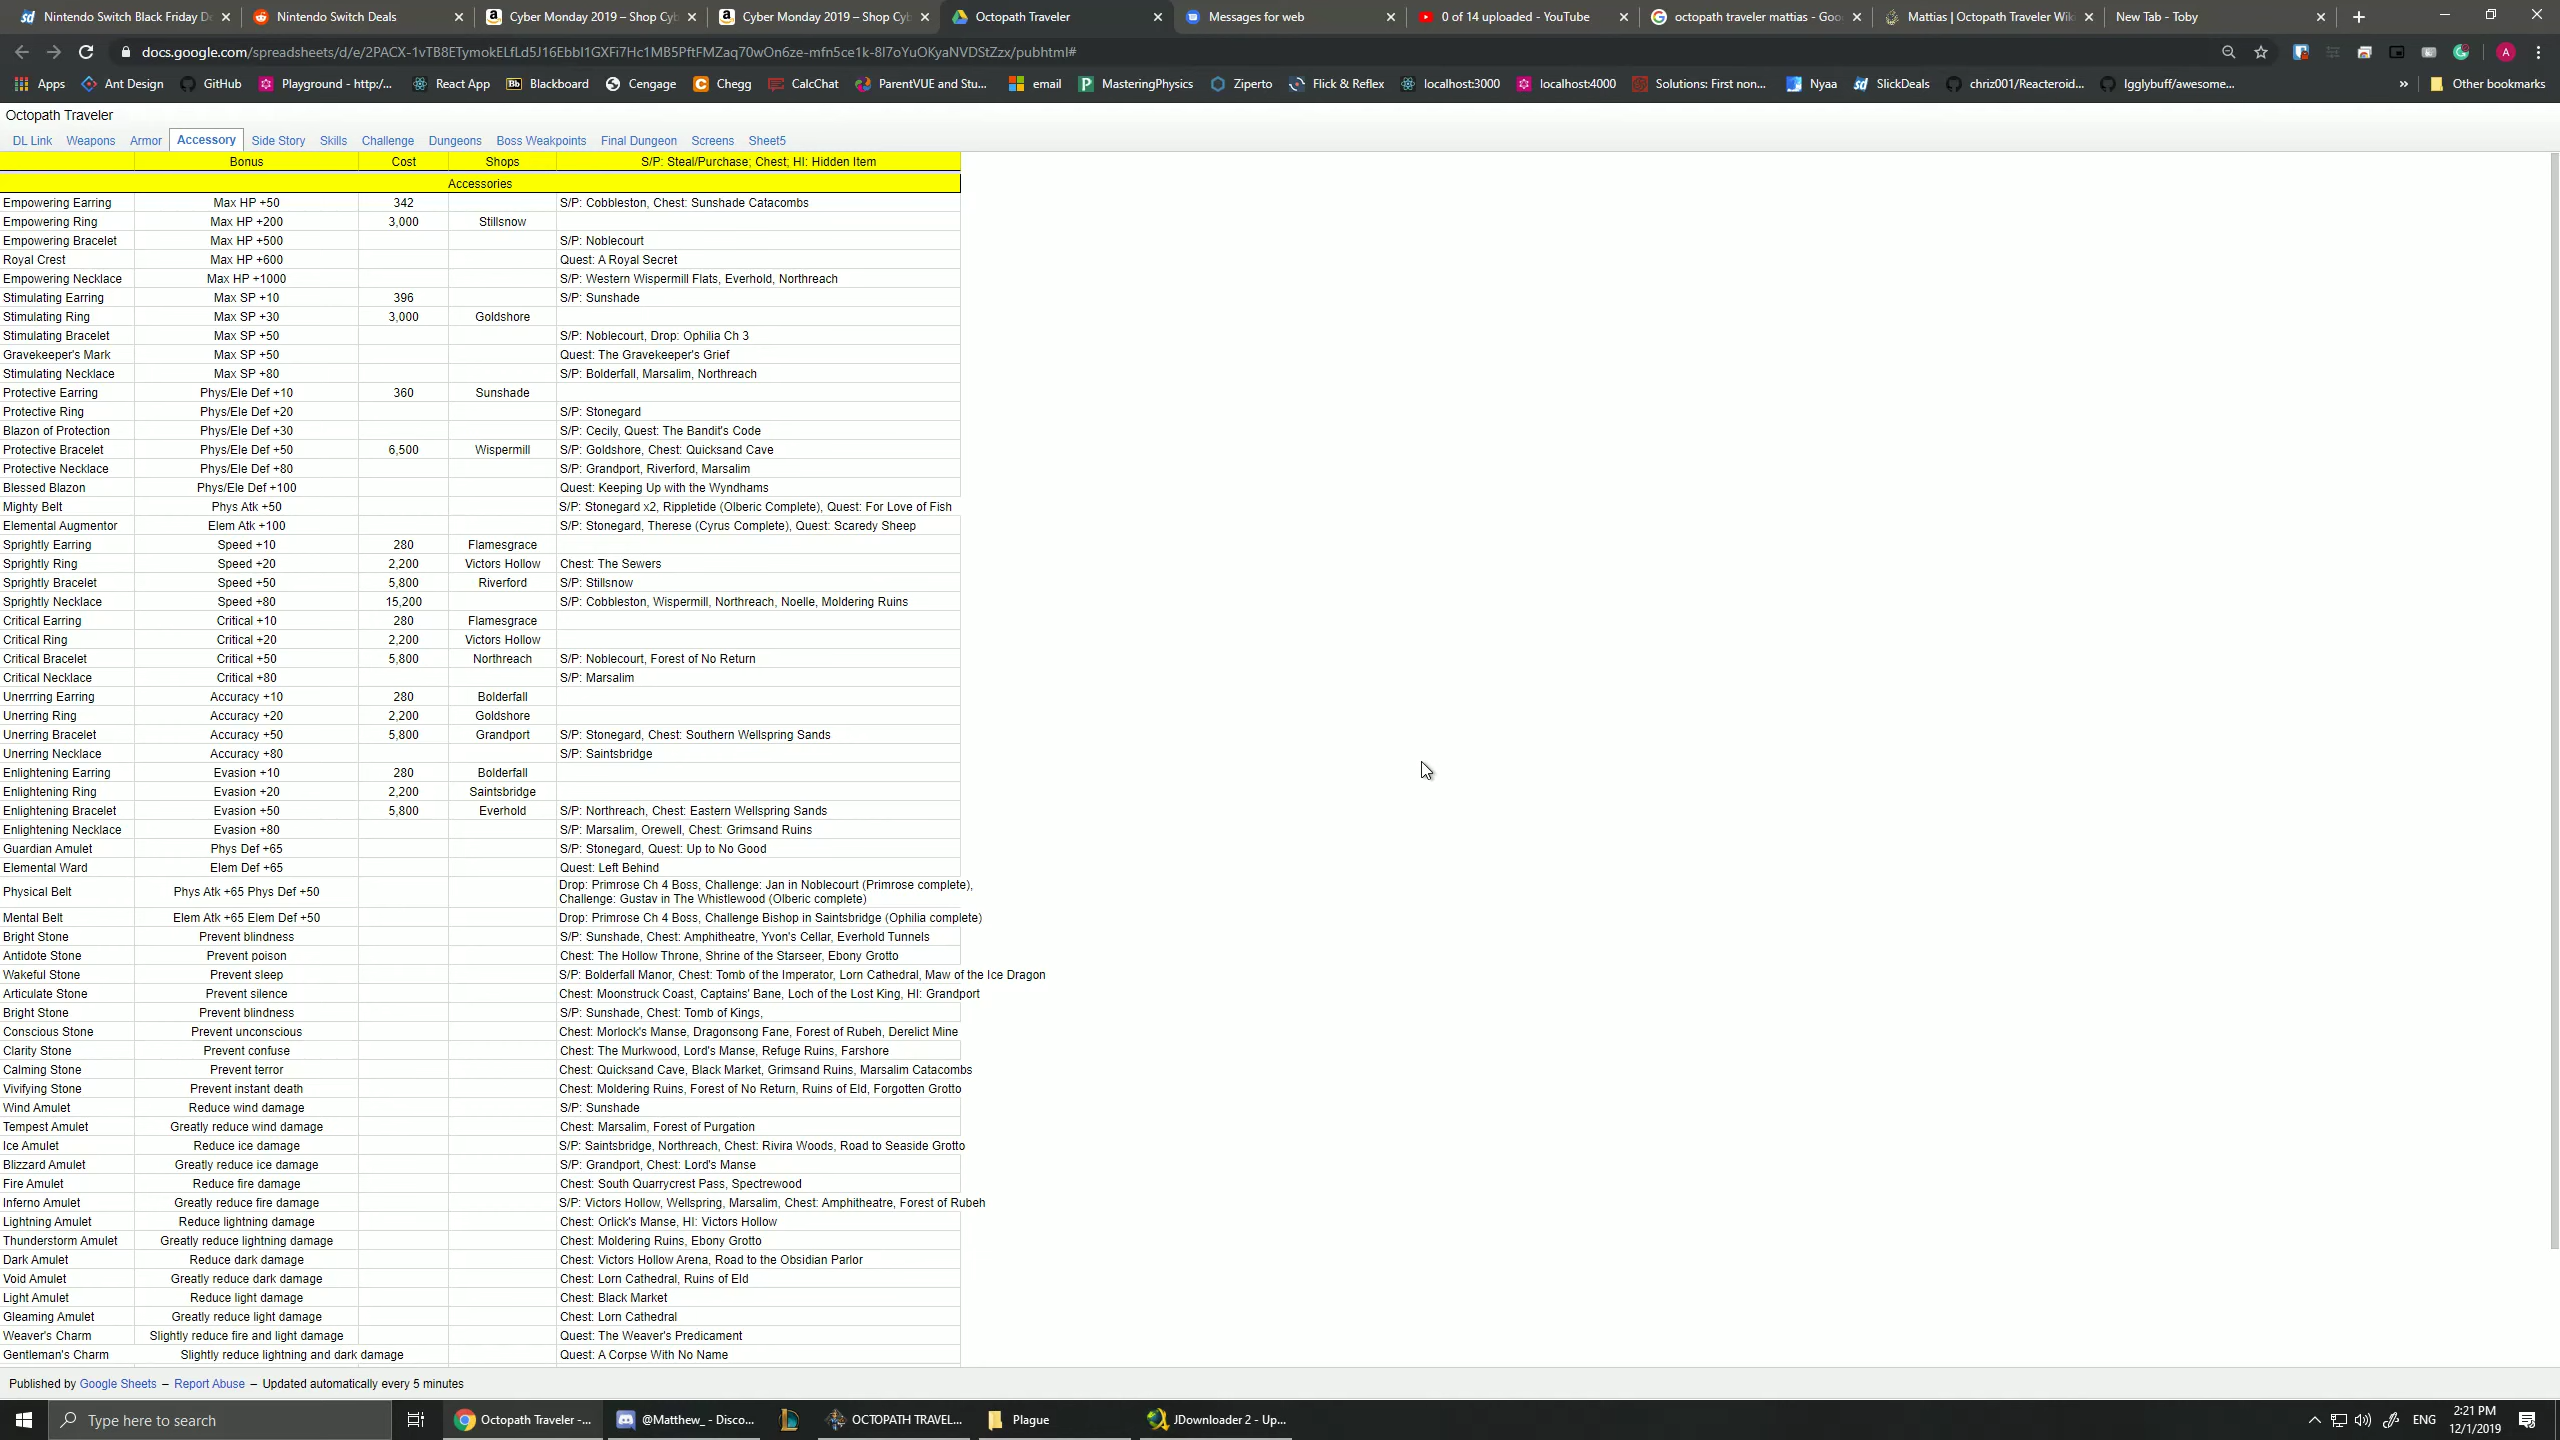 Nintendo Switch Black Friday De
Nintendo Switch Deals
Cyber Monday 2019 – Shop Cyb
Cyber Monday 2019 – Shop Cyb
Octopath Traveler
Messages for web
0 of 14 uploaded - YouTube
octopath traveler mattias - Goo
Mattias | Octopath Traveler Wik
New Tab - Toby
docs.google.com/spreadsheets/d/e/2PACX-1vTB8ETymokELfLd5J16EbbI1GXFi7Hc1MB5PftFMZaq70wOn6ze-mfn5ce1k-8I7oYuOKyaNVDStZzx/pubhtml#
Apps Ant Design GitHub Playground - http:/... React App Blackboard Cengage Chegg CalcChat ParentVUE and Stu... email MasteringPhysics Ziperto Flick & Reflex localhost:3000 localhost:4000 Solutions: First non... Nyaa SlickDeals chriz001/Reacteroid... Igglybuff/awesome... » Other bookmarks
Octopath Traveler
DL Link Weapons Armor Accessory Side Story Skills Challenge Dungeons Boss Weakpoints Final Dungeon Screens Sheet5
Bonus Cost Shops S/P: Steal/Purchase; Chest; HI: Hidden Item
Accessories
Empowering Earring Max HP +50 342 S/P: Cobbleston, Chest: Sunshade Catacombs
Empowering Ring Max HP +200 3,000 Stillsnow
Empowering Bracelet Max HP +500 S/P: Noblecourt
Royal Crest Max HP +600 Quest: A Royal Secret
Empowering Necklace Max HP +1000 S/P: Western Wispermill Flats, Everhold, Northreach
Stimulating Earring Max SP +10 396 S/P: Sunshade
Stimulating Ring Max SP +30 3,000 Goldshore
Stimulating Bracelet Max SP +50 S/P: Noblecourt, Drop: Ophilia Ch 3
Gravekeeper's Mark Max SP +50 Quest: The Gravekeeper's Grief
Stimulating Necklace Max SP +80 S/P: Bolderfall, Marsalim, Northreach
Protective Earring Phys/Ele Def +10 360 Sunshade
Protective Ring Phys/Ele Def +20 S/P: Stonegard
Blazon of Protection Phys/Ele Def +30 S/P: Cecily, Quest: The Bandit's Code
Protective Bracelet Phys/Ele Def +50 6,500 Wispermill S/P: Goldshore, Chest: Quicksand Cave
Protective Necklace Phys/Ele Def +80 S/P: Grandport, Riverford, Marsalim
Blessed Blazon Phys/Ele Def +100 Quest: Keeping Up with the Wyndhams
Mighty Belt Phys Atk +50 S/P: Stonegard x2, Rippletide (Olberic Complete), Quest: For Love of Fish
Elemental Augmentor Elem Atk +100 S/P: Stonegard, Therese (Cyrus Complete), Quest: Scaredy Sheep
Sprightly Earring Speed +10 280 Flamesgrace
Sprightly Ring Speed +20 2,200 Victors Hollow Chest: The Sewers
Sprightly Bracelet Speed +50 5,800 Riverford S/P: Stillsnow
Sprightly Necklace Speed +80 15,200 S/P: Cobbleston, Wispermill, Northreach, Noelle, Moldering Ruins
Critical Earring Critical +10 280 Flamesgrace
Critical Ring Critical +20 2,200 Victors Hollow
Critical Bracelet Critical +50 5,800 Northreach S/P: Noblecourt, Forest of No Return
Critical Necklace Critical +80 S/P: Marsalim
Unerrring Earring Accuracy +10 280 Bolderfall
Unerring Ring Accuracy +20 2,200 Goldshore
Unerring Bracelet Accuracy +50 5,800 Grandport S/P: Stonegard, Chest: Southern Wellspring Sands
Unerring Necklace Accuracy +80 S/P: Saintsbridge
Enlightening Earring Evasion +10 280 Bolderfall
Enlightening Ring Evasion +20 2,200 Saintsbridge
Enlightening Bracelet Evasion +50 5,800 Everhold S/P: Northreach, Chest: Eastern Wellspring Sands
Enlightening Necklace Evasion +80 S/P: Marsalim, Orewell, Chest: Grimsand Ruins
Guardian Amulet Phys Def +65 S/P: Stonegard, Quest: Up to No Good
Elemental Ward Elem Def +65 Quest: Left Behind
Physical Belt Phys Atk +65 Phys Def +50 Drop: Primrose Ch 4 Boss, Challenge: Jan in Noblecourt (Primrose complete),
Challenge: Gustav in The Whistlewood (Olberic complete)
Mental Belt Elem Atk +65 Elem Def +50 Drop: Primrose Ch 4 Boss, Challenge Bishop in Saintsbridge (Ophilia complete)
Bright Stone Prevent blindness S/P: Sunshade, Chest: Amphitheatre, Yvon's Cellar, Everhold Tunnels
Antidote Stone Prevent poison Chest: The Hollow Throne, Shrine of the Starseer, Ebony Grotto
Wakeful Stone Prevent sleep S/P: Bolderfall Manor, Chest: Tomb of the Imperator, Lorn Cathedral, Maw of the Ice Dragon
Articulate Stone Prevent silence Chest: Moonstruck Coast, Captains' Bane, Loch of the Lost King, HI: Grandport
Bright Stone Prevent blindness S/P: Sunshade, Chest: Tomb of Kings,
Conscious Stone Prevent unconscious Chest: Morlock's Manse, Dragonsong Fane, Forest of Rubeh, Derelict Mine
Clarity Stone Prevent confuse Chest: The Murkwood, Lord's Manse, Refuge Ruins, Farshore
Calming Stone Prevent terror Chest: Quicksand Cave, Black Market, Grimsand Ruins, Marsalim Catacombs
Vivifying Stone Prevent instant death Chest: Moldering Ruins, Forest of No Return, Ruins of Eld, Forgotten Grotto
Wind Amulet Reduce wind damage S/P: Sunshade
Tempest Amulet Greatly reduce wind damage Chest: Marsalim, Forest of Purgation
Ice Amulet Reduce ice damage S/P: Saintsbridge, Northreach, Chest: Rivira Woods, Road to Seaside Grotto
Blizzard Amulet Greatly reduce ice damage S/P: Grandport, Chest: Lord's Manse
Fire Amulet Reduce fire damage Chest: South Quarrycrest Pass, Spectrewood
Inferno Amulet Greatly reduce fire damage S/P: Victors Hollow, Wellspring, Marsalim, Chest: Amphitheatre, Forest of Rubeh
Lightning Amulet Reduce lightning damage Chest: Orlick's Manse, HI: Victors Hollow
Thunderstorm Amulet Greatly reduce lightning damage Chest: Moldering Ruins, Ebony Grotto
Dark Amulet Reduce dark damage Chest: Victors Hollow Arena, Road to the Obsidian Parlor
Void Amulet Greatly reduce dark damage Chest: Lorn Cathedral, Ruins of Eld
Light Amulet Reduce light damage Chest: Black Market
Gleaming Amulet Greatly reduce light damage Chest: Lorn Cathedral
Weaver's Charm Slightly reduce fire and light damage Quest: The Weaver's Predicament
Gentleman's Charm Slightly reduce lightning and dark damage Quest: A Corpse With No Name
Published by Google Sheets – Report Abuse – Updated automatically every 5 minutes
Type here to search
Octopath Traveler -...
@Matthew_ - Disco...
OCTOPATH TRAVEL...
Plague
JDownloader 2 - Up...
ENG
2:21 PM
12/1/2019